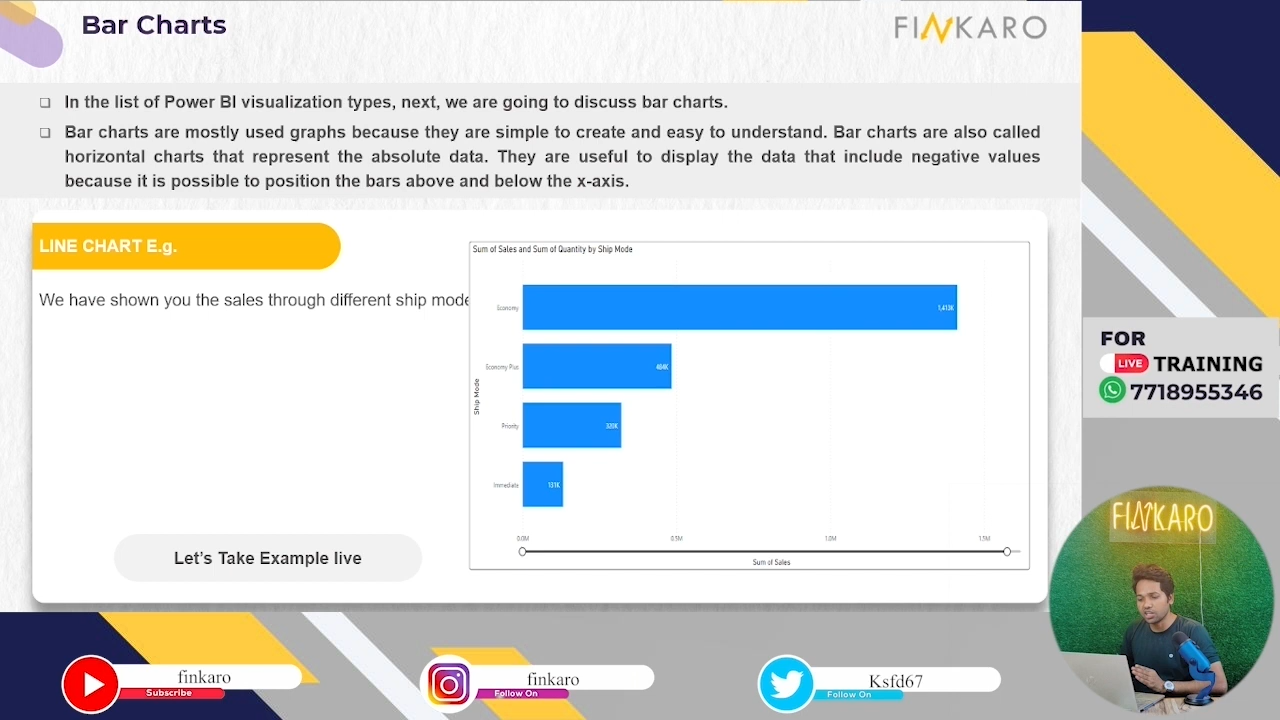 Bar Charts
FINKARO
In the list of Power BI visualization types, next, we are going to discuss bar charts.
Bar charts are mostly used graphs because they are simple to create and easy to understand. Bar charts are also called
horizontal charts that represent the absolute data. They are useful to display the data that include negative values
because it is possible to position the bars above and below the x-axis.
LINE CHART E.g.
We have shown you the sales through different ship mode
Sum of Sales and Sum of Quantity by Ship Mode
Ship Mode
Economy
1,413K
Economy Plus
484K
Priority
320K
Immediate
131K
0.0M
0.5M
1.0M
1.5M
Sum of Sales
Let's Take Example live
FOR
LIVE TRAINING
7718955346
FINKARO
finkaro
Subscribe
finkaro
Follow On
Ksfd67
Follow On